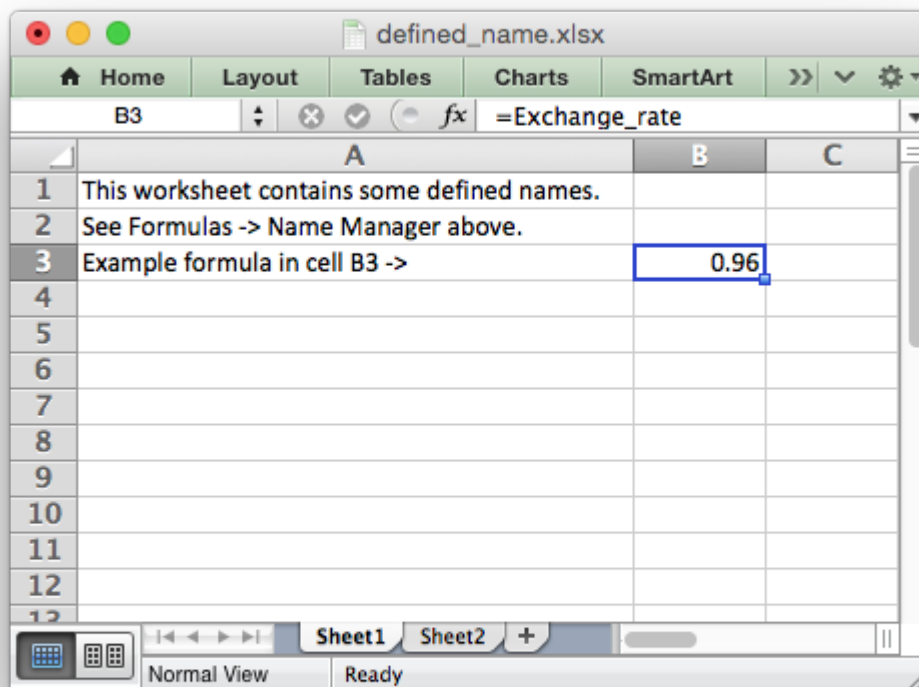 defined_name.xlsx
Home Layout Tables Charts SmartArt
B3 fx =Exchange_rate
A B C
1 This worksheet contains some defined names.
2 See Formulas -> Name Manager above.
3 Example formula in cell B3 -> 0.96
4
5
6
7
8
9
10
11
12
13
Sheet1 Sheet2 +
Normal View Ready